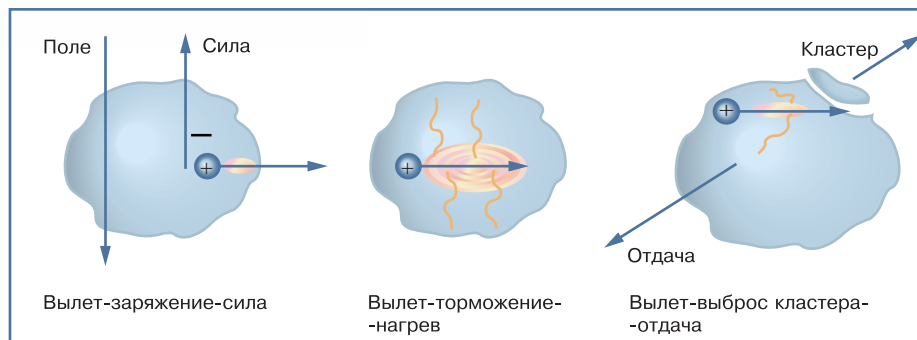 Поле
Сила
−
+
Вылет-заряжение-сила
+
Вылет-торможение-
-нагрев
Кластер
+
Отдача
Вылет-выброс кластера-
-отдача